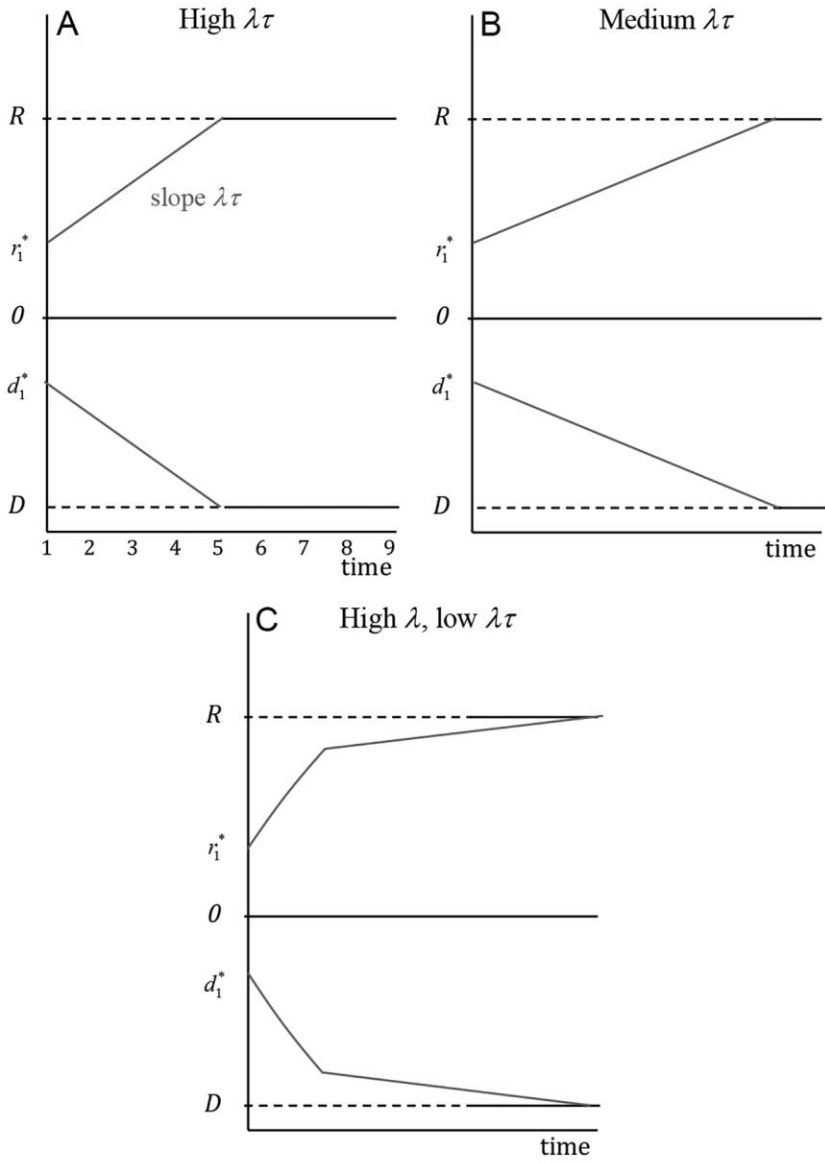 A
High λτ
R
slope λτ
r₁*
0
d₁*
D
1 2 3 4 5 6 7 8 9
time
B
Medium λτ
R
r₁*
0
d₁*
D
time
C
High λ, low λτ
R
r₁*
0
d₁*
D
time